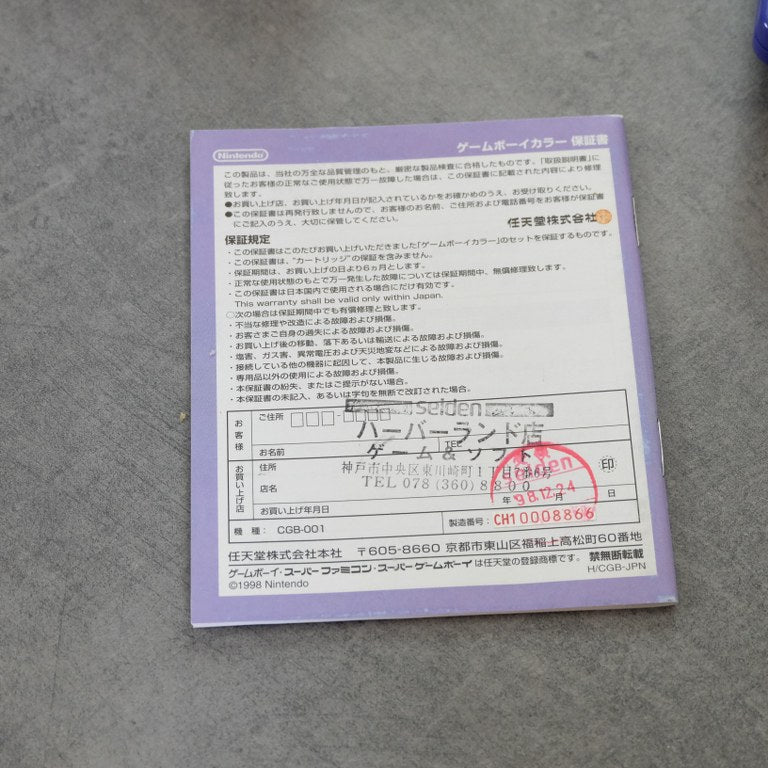 Nintendo
ゲームボーイカラー 保証書
この製品は、当社の万全な品質管理のもと、厳密な製品検査に合格したものです。「取扱説明書」に
従ったお客様の正常なご使用状態で万一故障した場合は、この保証書に記載された内容により修理
致します。
●お買い上げ店、お買い上げ年月日が記入されているかをお確かめのうえ、お受け取りください。
●この保証書は再発行致しませんので、お客様のお名前、ご住所および電話番号をお客様が保証書
にご記入のうえ、大切に保管してください。
任天堂株式会社
保証規定
・この保証書はこのたびお買い上げいただきました「ゲームボーイカラー」のセットを保証するものです。
・この保証書は、"カートリッジ"の保証を含みません。
・保証期間は、お買い上げの日より6ヵ月とします。
・正常な使用状態のもとで万一発生した故障については保証期間中、無償修理致します。
・この保証書は日本国内で使用される場合にだけ有効です。
This warranty shall be valid only within Japan.
○次の場合は保証期間中でも有償修理と致します。
・不当な修理や改造による故障および損傷。
・お客さまご自身の過失による故障および損傷。
・お買い上げ後の移動、落下あるいは輸送による故障および損傷。
・塩害、ガス害、異常電圧および天災地変などによる故障および損傷。
・接続している他の機器に起因して、本製品に生じる故障および損傷。
・専用品以外の使用による故障および損傷。
・本保証書の紛失、またはご提示がない場合。
・本保証書の未記入、あるいは字句を無断で改訂された場合。
お客様
ご住所
seiden
ハーバーランド店
お名前
TEL
ゲーム&ソフト
お買い上げ店
住所
神戸市中央区東川崎町1丁目7番6号
店名
TEL 078 (360) 8800
印
seiden
'98.12.24
お買い上げ年月日
年 月 日
機 種: CGB-001
製造番号: CH10008866
任天堂株式会社本社 〒605-8660 京都市東山区福稲上高松町60番地
ゲームボーイ・スーパーファミコン・スーパーゲームボーイは任天堂の登録商標です。 禁無断転載
©1998 Nintendo
H/CGB-JPN